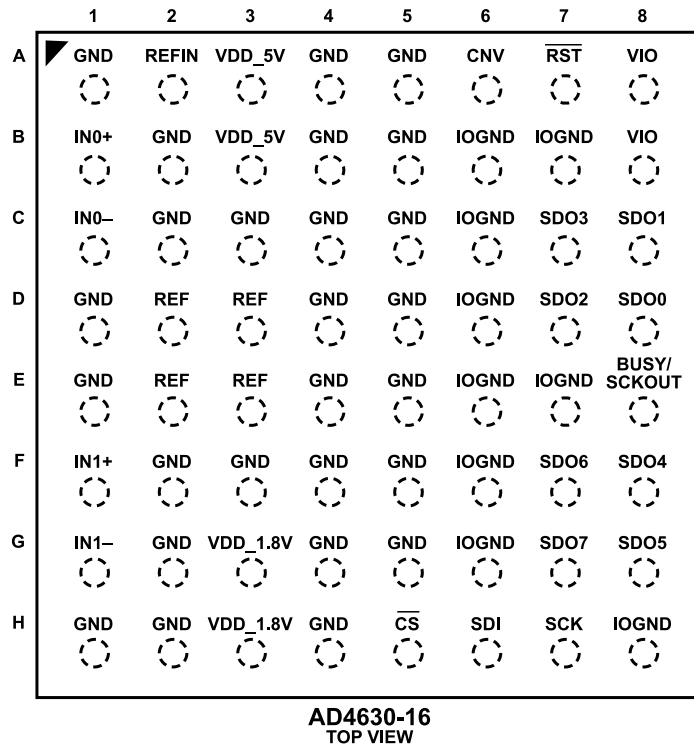 1 2 3 4 5 6 7 8
A GND REFIN VDD_5V GND GND CNV RST VIO
B IN0+ GND VDD_5V GND GND IOGND IOGND VIO
C IN0– GND GND GND GND IOGND SDO3 SDO1
D GND REF REF GND GND IOGND SDO2 SDO0
E GND REF REF GND GND IOGND IOGND BUSY/
SCKOUT
F IN1+ GND GND GND GND IOGND SDO6 SDO4
G IN1– GND VDD_1.8V GND GND IOGND SDO7 SDO5
H GND GND VDD_1.8V GND CS SDI SCK IOGND
AD4630-16
TOP VIEW